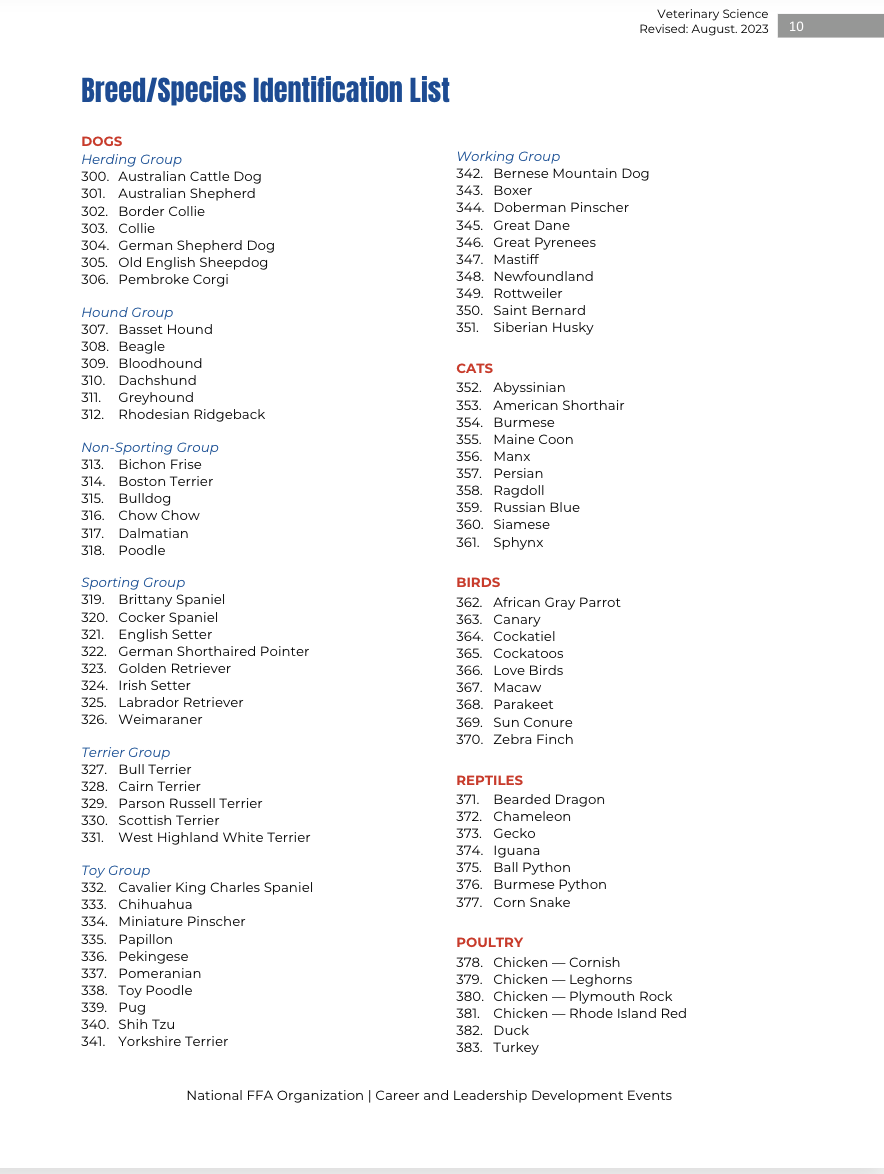 Veterinary Science
Revised: August. 2023
10
Breed/Species Identification List
DOGS
Herding Group
300. Australian Cattle Dog
301. Australian Shepherd
302. Border Collie
303. Collie
304. German Shepherd Dog
305. Old English Sheepdog
306. Pembroke Corgi
Hound Group
307. Basset Hound
308. Beagle
309. Bloodhound
310. Dachshund
311. Greyhound
312. Rhodesian Ridgeback
Non-Sporting Group
313. Bichon Frise
314. Boston Terrier
315. Bulldog
316. Chow Chow
317. Dalmatian
318. Poodle
Sporting Group
319. Brittany Spaniel
320. Cocker Spaniel
321. English Setter
322. German Shorthaired Pointer
323. Golden Retriever
324. Irish Setter
325. Labrador Retriever
326. Weimaraner
Terrier Group
327. Bull Terrier
328. Cairn Terrier
329. Parson Russell Terrier
330. Scottish Terrier
331. West Highland White Terrier
Toy Group
332. Cavalier King Charles Spaniel
333. Chihuahua
334. Miniature Pinscher
335. Papillon
336. Pekingese
337. Pomeranian
338. Toy Poodle
339. Pug
340. Shih Tzu
341. Yorkshire Terrier
Working Group
342. Bernese Mountain Dog
343. Boxer
344. Doberman Pinscher
345. Great Dane
346. Great Pyrenees
347. Mastiff
348. Newfoundland
349. Rottweiler
350. Saint Bernard
351. Siberian Husky
CATS
352. Abyssinian
353. American Shorthair
354. Burmese
355. Maine Coon
356. Manx
357. Persian
358. Ragdoll
359. Russian Blue
360. Siamese
361. Sphynx
BIRDS
362. African Gray Parrot
363. Canary
364. Cockatiel
365. Cockatoos
366. Love Birds
367. Macaw
368. Parakeet
369. Sun Conure
370. Zebra Finch
REPTILES
371. Bearded Dragon
372. Chameleon
373. Gecko
374. Iguana
375. Ball Python
376. Burmese Python
377. Corn Snake
POULTRY
378. Chicken — Cornish
379. Chicken — Leghorns
380. Chicken — Plymouth Rock
381. Chicken — Rhode Island Red
382. Duck
383. Turkey
National FFA Organization | Career and Leadership Development Events